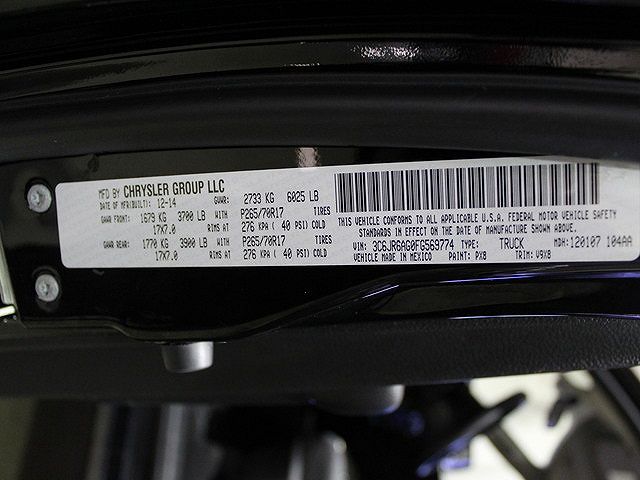 MFD BY CHRYSLER GROUP LLC
DATE OF MFR(BUILT): 12-14 GVWR: 2733 KG 6025 LB
GAWR FRONT: 1679 KG 3700 LB WITH P265/70R17 TIRES
17X7.0 RIMS AT 276 KPA ( 40 PSI) COLD
GAWR REAR: 1770 KG 3900 LB WITH P265/70R17 TIRES
17X7.0 RIMS AT 276 KPA ( 40 PSI) COLD
THIS VEHICLE CONFORMS TO ALL APPLICABLE U.S.A. FEDERAL MOTOR VEHICLE SAFETY
STANDARDS IN EFFECT ON THE DATE OF MANUFACTURE SHOWN ABOVE.
VIN: 3C6JR6AG0FG569774 TYPE: TRUCK MDH: 120107 104AA
VEHICLE MADE IN MEXICO PAINT: PX8 TRIM: V9X8